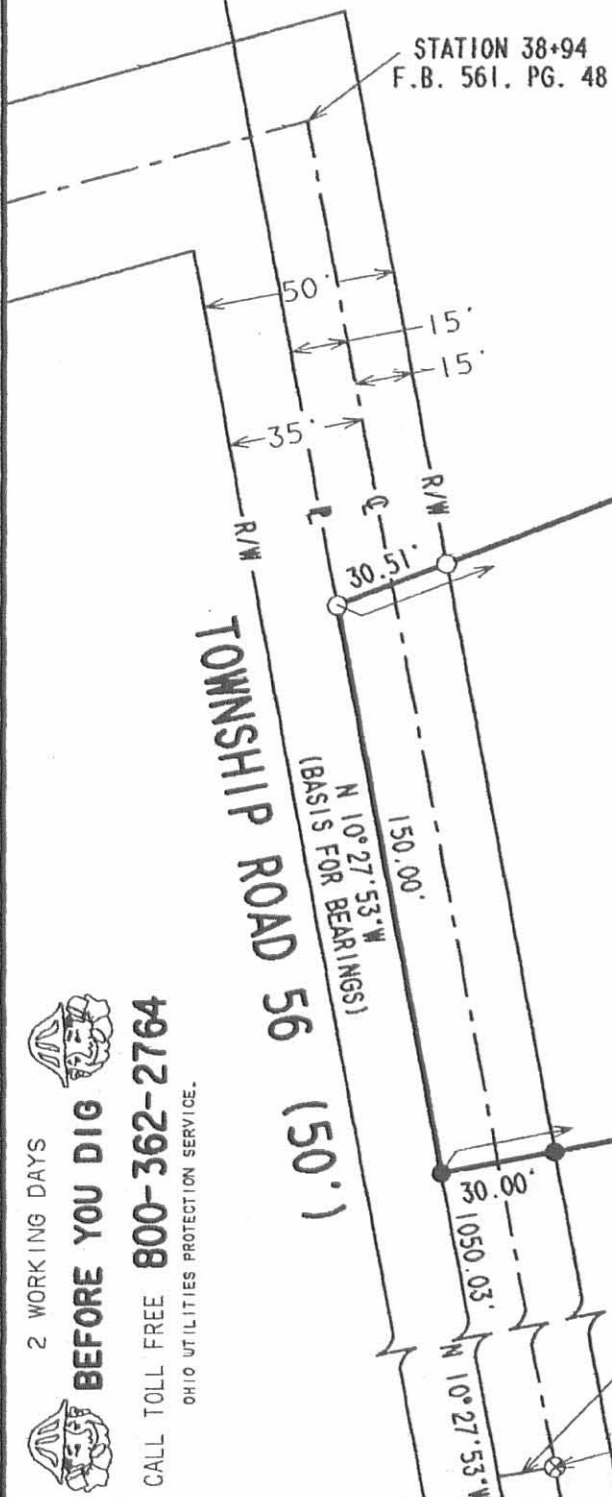 STATION 38+94
F.B. 561, PG. 48
50'
15'
15'
35'
R/W
R/W
30.51'
150.00'
N 10°27'53"W
(BASIS FOR BEARINGS)
TOWNSHIP ROAD 56 (50')
30.00'
1050.03'
N 10°27'53"W
2 WORKING DAYS
BEFORE YOU DIG
CALL TOLL FREE 800-362-2764
OHIO UTILITIES PROTECTION SERVICE.